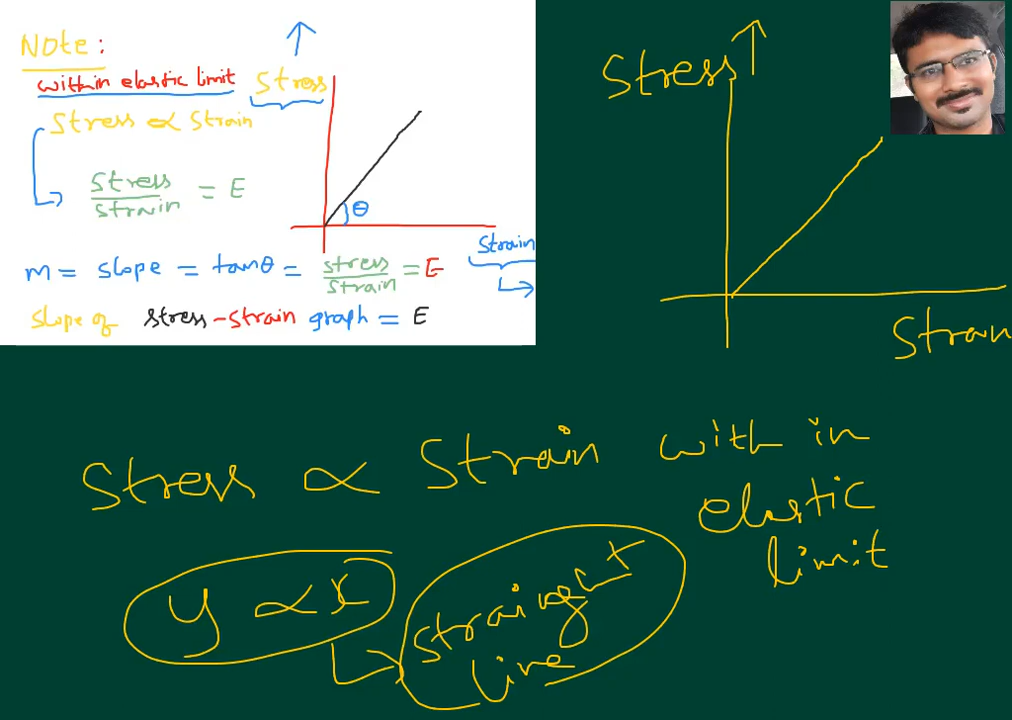 Note:
within elastic limit
Stress ∝ Strain
Stress/Strain = E
Stress
θ
Strain
m = slope = tanθ = stress/strain = E
slope of stress-strain graph = E
Stress
Strain
Stress ∝ Strain with in
elastic
limit
y ∝ x
line